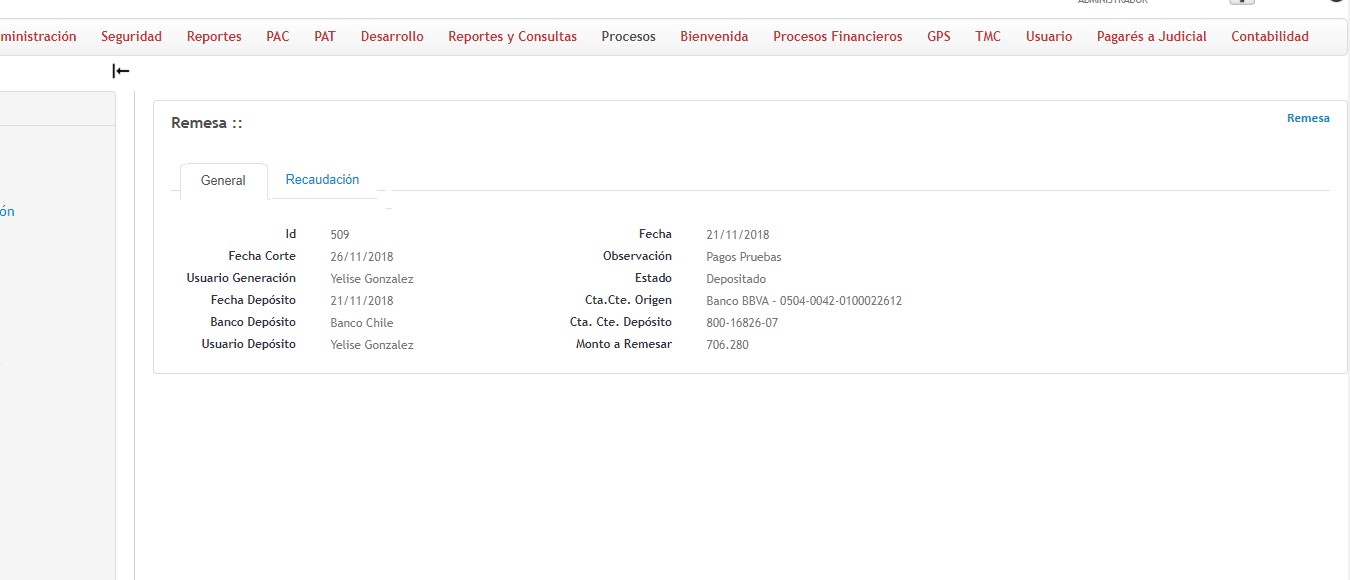 ministración Seguridad Reportes PAC PAT Desarrollo Reportes y Consultas Procesos Bienvenida Procesos Financieros GPS TMC Usuario Pagarés a Judicial Contabilidad
Remesa ::
Remesa
General Recaudación
ón
Id 509 Fecha 21/11/2018
Fecha Corte 26/11/2018 Observación Pagos Pruebas
Usuario Generación Yelise Gonzalez Estado Depositado
Fecha Depósito 21/11/2018 Cta.Cte. Origen Banco BBVA - 0504-0042-0100022612
Banco Depósito Banco Chile Cta. Cte. Depósito 800-16826-07
Usuario Depósito Yelise Gonzalez Monto a Remesar 706.280